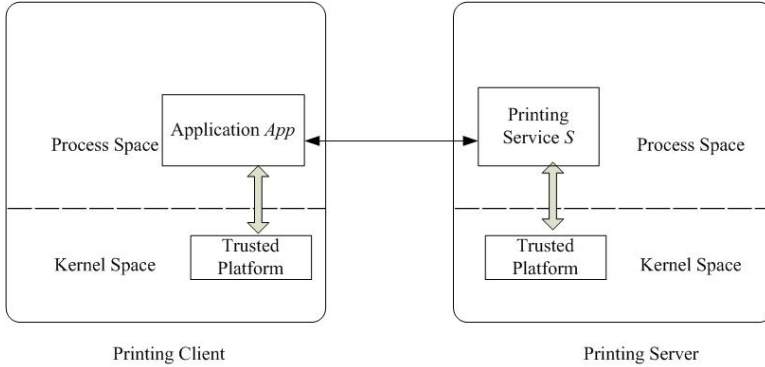 Application App
Process Space
Trusted
Platform
Kernel Space
Printing Client
Printing
Service S
Process Space
Trusted
Platform
Kernel Space
Printing Server